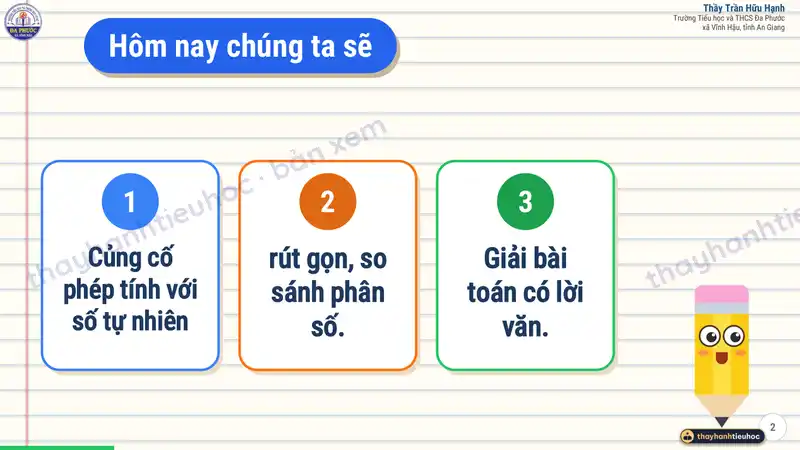 Thầy Trần Hữu Hạnh
Trường Tiểu học và THCS Đa Phước
xã Vĩnh Hậu, tỉnh An Giang
ĐA PHƯỚC
Hôm nay chúng ta sẽ
1
Củng cố
phép tính với
số tự nhiên
2
rút gọn, so
sánh phân
số.
3
Giải bài
toán có lời
văn.
thayhanhtieuhoc · bản xem
thayhanhtieuhoc
2